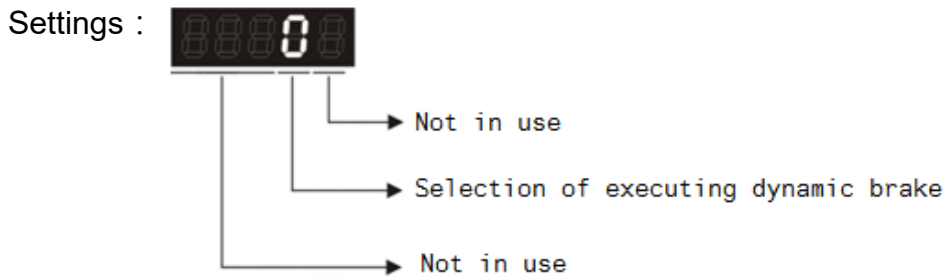 Settings：
0
Not in use
Selection of executing dynamic brake
Not in use